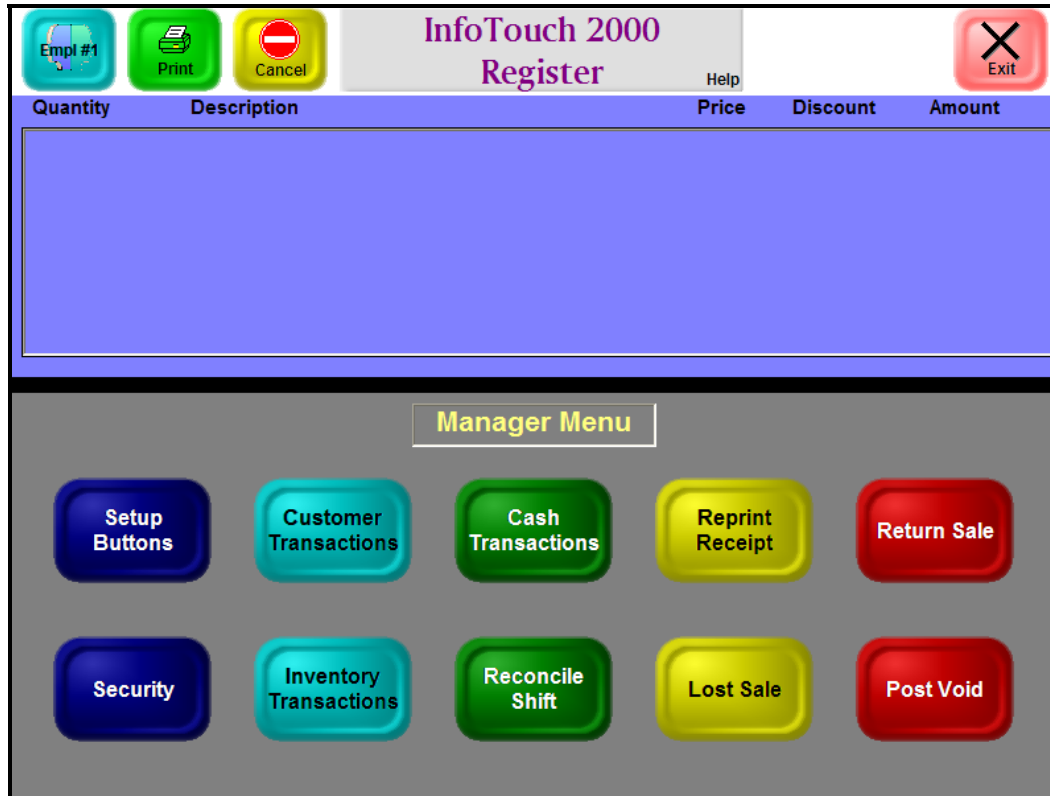 Empl #1
Print
Cancel
InfoTouch 2000
Register
Help
Exit
Quantity Description Price Discount Amount
Manager Menu
Setup
Buttons
Customer
Transactions
Cash
Transactions
Reprint
Receipt
Return Sale
Security
Inventory
Transactions
Reconcile
Shift
Lost Sale
Post Void